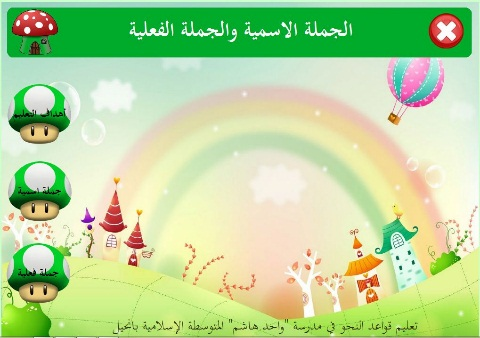 الجملة الاسمية والجملة الفعلية
أهداف التعليم
جملة اسمية
جملة فعلية
تعليم قواعد النحو في مدرسة "واحد هاشم" المتوسطة الإسلامية بانجيل